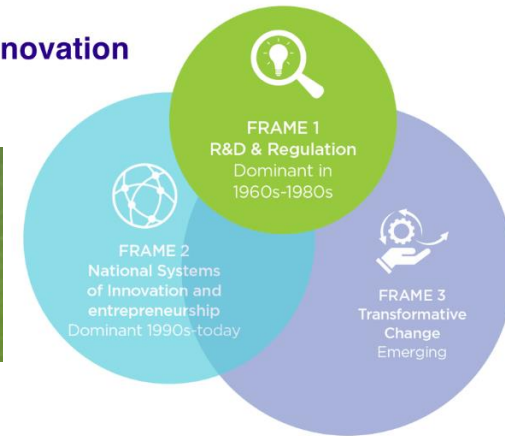 novation
FRAME 1
R&D & Regulation
Dominant in
1960s-1980s
FRAME 2
National Systems
of Innovation and
entrepreneurship
Dominant 1990s-today
FRAME 3
Transformative
Change
Emerging